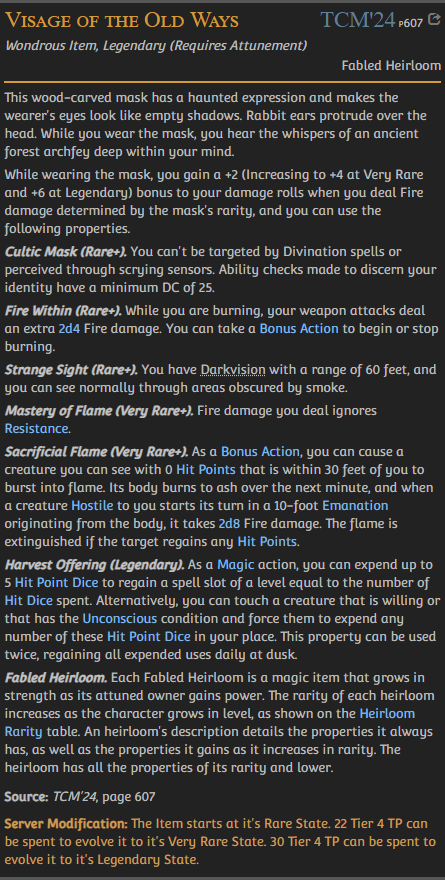 Visage of the Old Ways TCM'24 P607
Wondrous Item, Legendary (Requires Attunement)
Fabled Heirloom
This wood-carved mask has a haunted expression and makes the
wearer's eyes look like empty shadows. Rabbit ears protrude over the
head. While you wear the mask, you hear the whispers of an ancient
forest archfey deep within your mind.
While wearing the mask, you gain a +2 (Increasing to +4 at Very Rare
and +6 at Legendary) bonus to your damage rolls when you deal Fire
damage determined by the mask's rarity, and you can use the
following properties.
Cultic Mask (Rare+). You can't be targeted by Divination spells or
perceived through scrying sensors. Ability checks made to discern your
identity have a minimum DC of 25.
Fire Within (Rare+). While you are burning, your weapon attacks deal
an extra 2d4 Fire damage. You can take a Bonus Action to begin or stop
burning.
Strange Sight (Rare+). You have Darkvision with a range of 60 feet, and
you can see normally through areas obscured by smoke.
Mastery of Flame (Very Rare+). Fire damage you deal ignores
Resistance.
Sacrificial Flame (Very Rare+). As a Bonus Action, you can cause a
creature you can see with 0 Hit Points that is within 30 feet of you to
burst into flame. Its body burns to ash over the next minute, and when
a creature Hostile to you starts its turn in a 10-foot Emanation
originating from the body, it takes 2d8 Fire damage. The flame is
extinguished if the target regains any Hit Points.
Harvest Offering (Legendary). As a Magic action, you can expend up to
5 Hit Point Dice to regain a spell slot of a level equal to the number of
Hit Dice spent. Alternatively, you can touch a creature that is willing or
that has the Unconscious condition and force them to expend any
number of these Hit Point Dice in your place. This property can be used
twice, regaining all expended uses daily at dusk.
Fabled Heirloom. Each Fabled Heirloom is a magic item that grows in
strength as its attuned owner gains power. The rarity of each heirloom
increases as the character grows in level, as shown on the Heirloom
Rarity table. An heirloom's description details the properties it always
has, as well as the properties it gains as it increases in rarity. The
heirloom has all the properties of its rarity and lower.
Source: TCM'24, page 607
Server Modification: The Item starts at it's Rare State. 22 Tier 4 TP can
be spent to evolve it to it's Very Rare State. 30 Tier 4 TP can be spent to
evolve it to it's Legendary State.